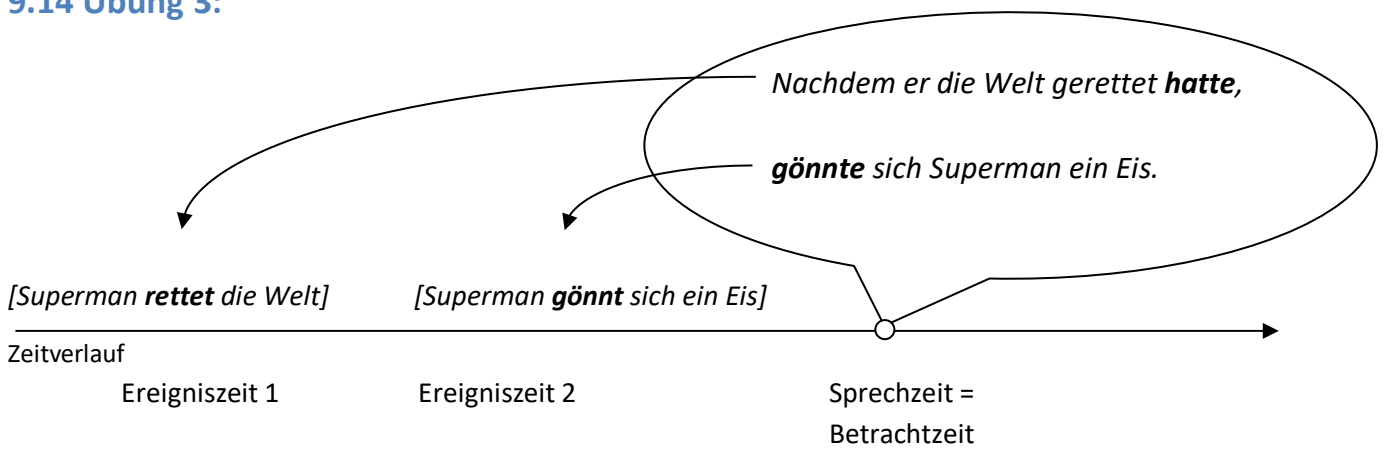 9.14 Übung 3:
Nachdem er die Welt gerettet hatte,
gönnte sich Superman ein Eis.
[Superman rettet die Welt] [Superman gönnt sich ein Eis]
Zeitverlauf
Ereigniszeit 1 Ereigniszeit 2 Sprechzeit =
Betrachtzeit